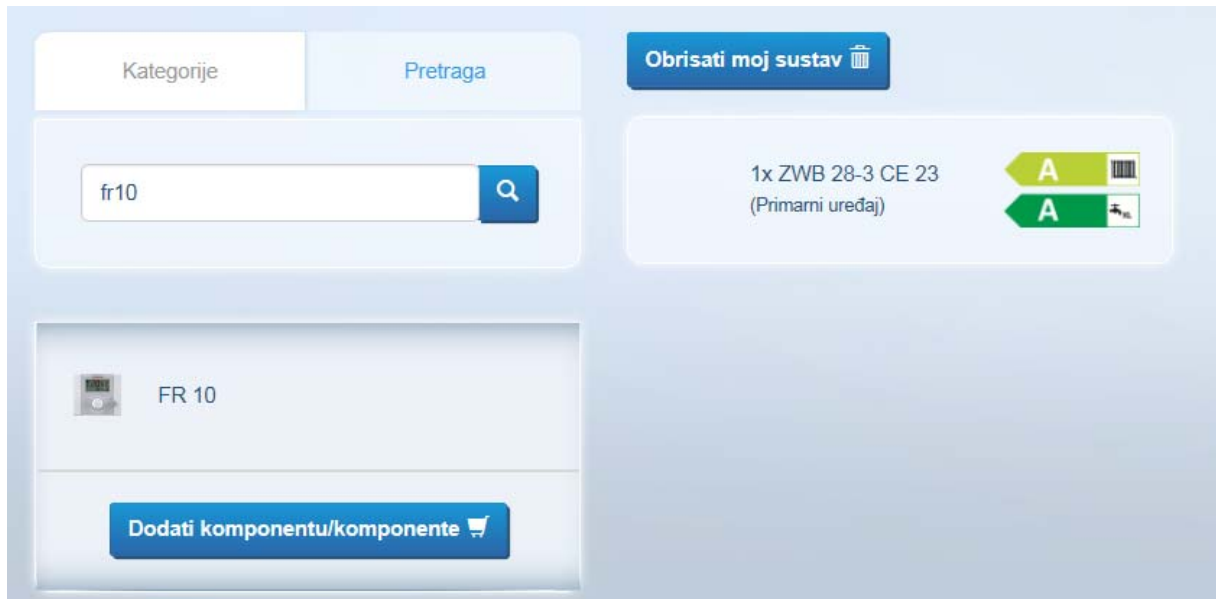 Kategorije
Pretraga
fr10
FR 10
Dodati komponentu/komponente
Obrisati moj sustav
1x ZWB 28-3 CE 23
(Primarni uređaj)
A
A
XL